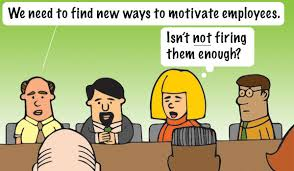 We need to find new ways to motivate employees.
Isn't not firing
them enough?